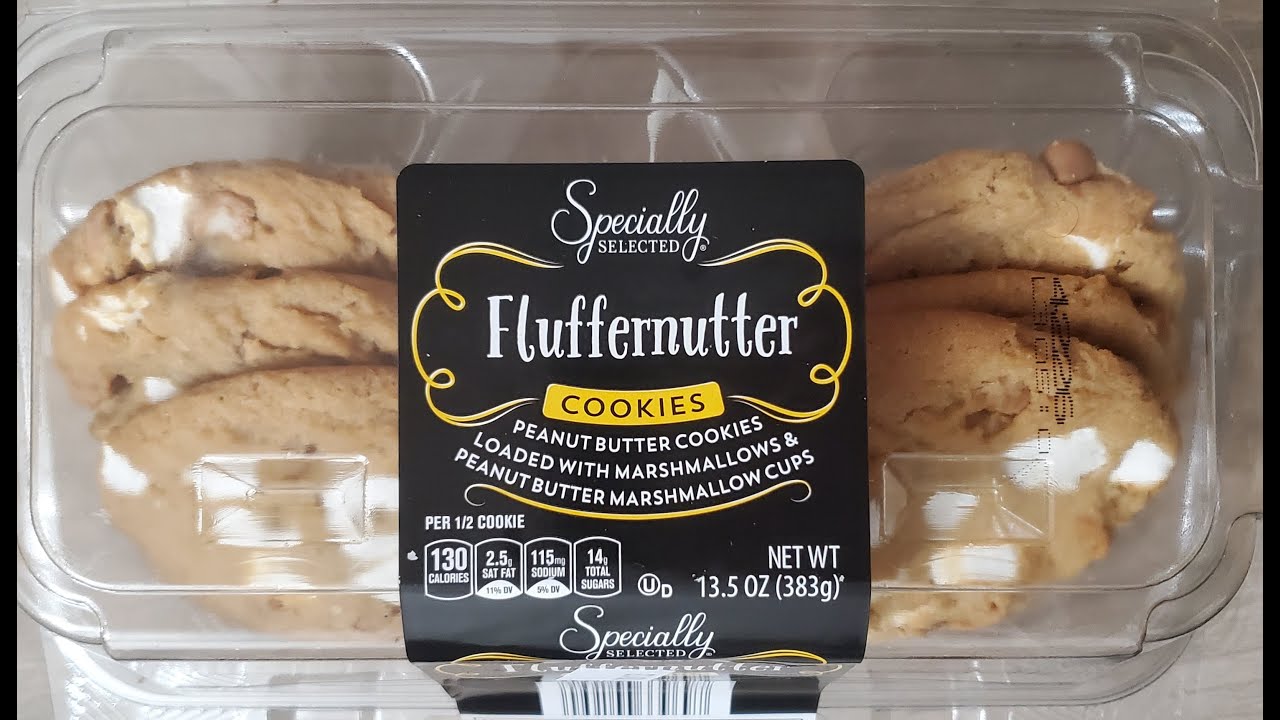 Specially
SELECTED®
Fluffernutter
COOKIES
PEANUT BUTTER COOKIES
LOADED WITH MARSHMALLOWS &
PEANUT BUTTER MARSHMALLOW CUPS
PER 1/2 COOKIE
130 CALORIES
2.5g SAT FAT 11% DV
115mg SODIUM 5% DV
14g TOTAL SUGARS
U D
NET WT
13.5 OZ (383g)
Specially
SELECTED
Fluffernutter